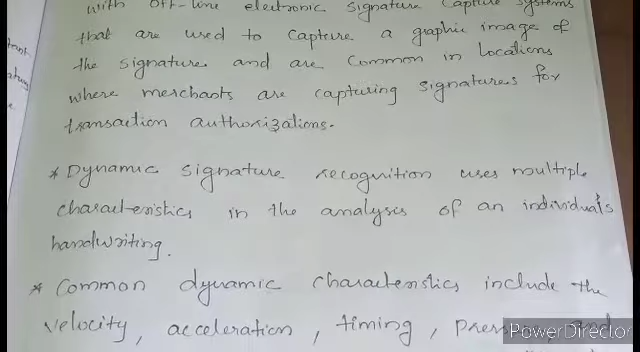 with off-line electronic signature capture systems
that are used to capture a graphic image of
the signature and are common in locations
where merchants are capturing signatures for
transaction authorizations.
* Dynamic signature recognition uses multiple
characteristics in the analysis of an individual's
handwriting.
* Common dynamic characteristics include the
velocity, acceleration, timing, pressure, and
PowerDirector